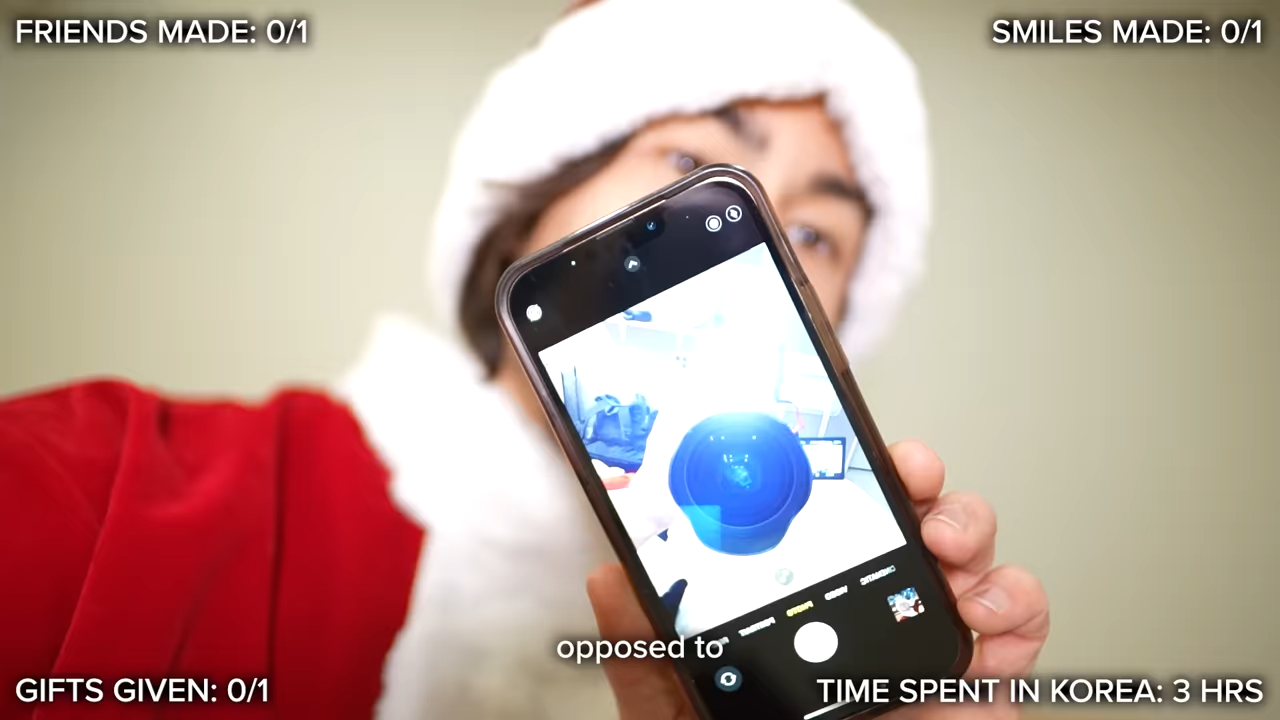 FRIENDS MADE: 0/1
SMILES MADE: 0/1
opposed to
GIFTS GIVEN: 0/1
TIME SPENT IN KOREA: 3 HRS